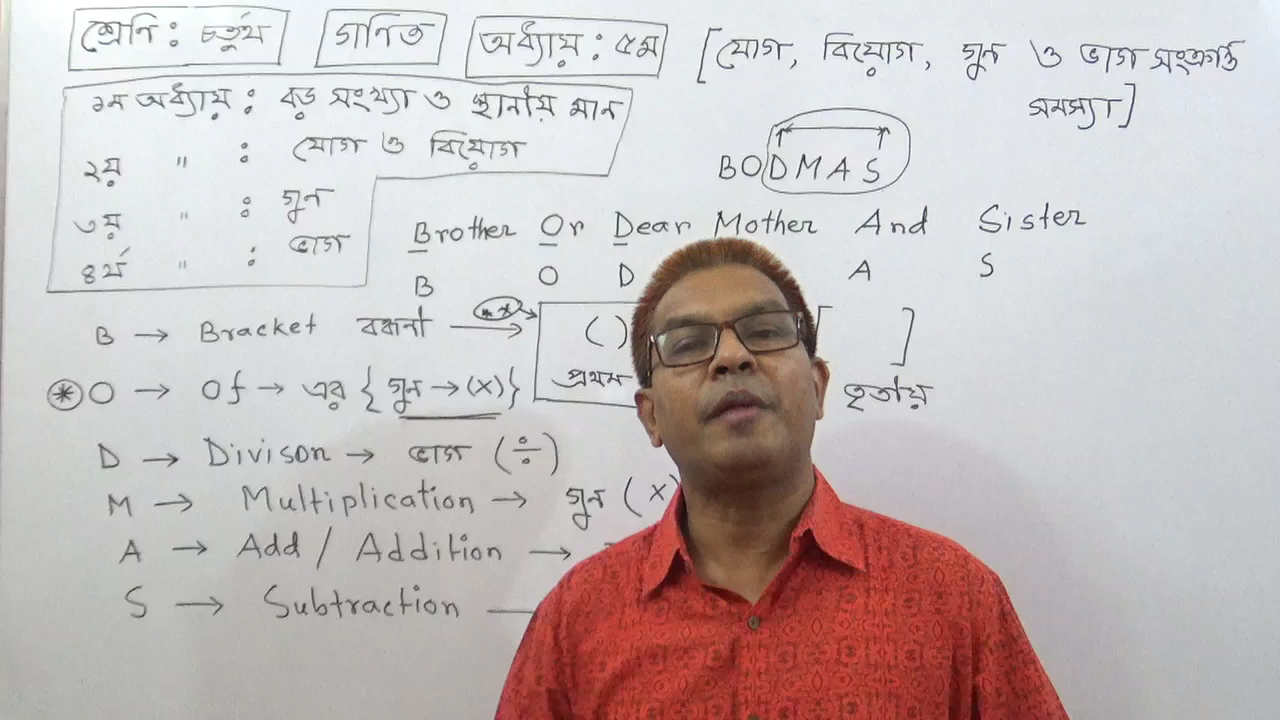 শ্রেণি : চতুর্থ গণিত অধ্যায় : ৫ম [যোগ, বিয়োগ, গুন ও ভাগ সংক্রান্ত
সমস্যা]
১ম অধ্যায় : বড় সংখ্যা ও স্থানীয় মান
২য় " : যোগ ও বিয়োগ
৩য় " : গুন
৪র্থ " : ভাগ
BODMAS
Brother Or Dear Mother And Sister
B O D A S
B → Bracket বন্ধনী → ( ) [ ]
প্রথম তৃতীয়
* O → Of → এর { গুন → (×) }
D → Divison → ভাগ (÷)
M → Multiplication → গুন (×
A → Add / Addition →
S → Subtraction